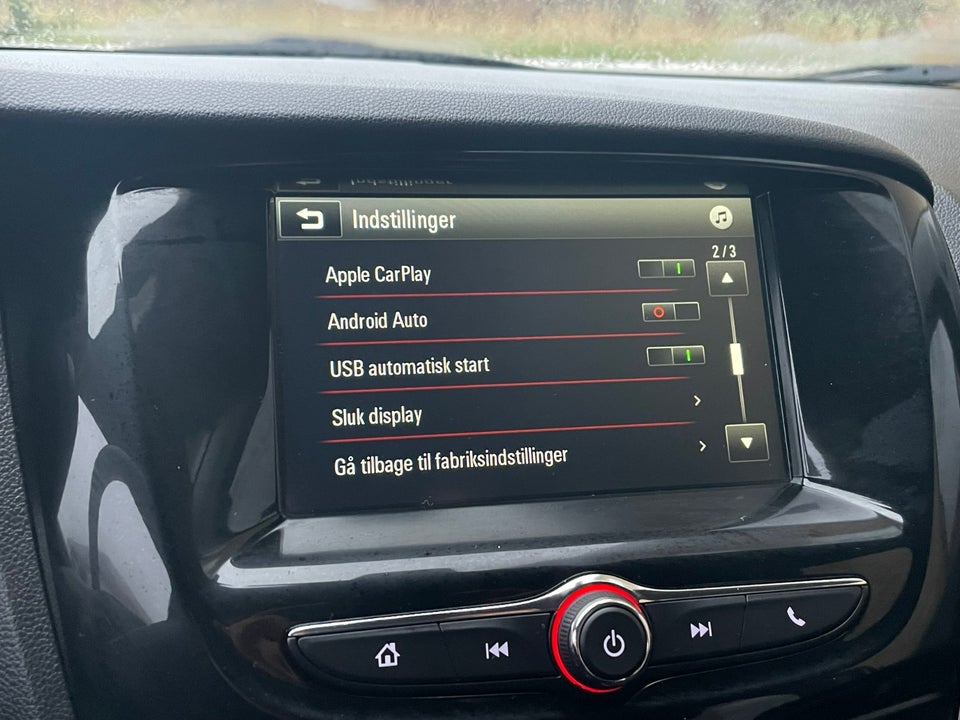 Indstillinger
2/3
Apple CarPlay
Android Auto
USB automatisk start
Sluk display
Gå tilbage til fabriksindstillinger